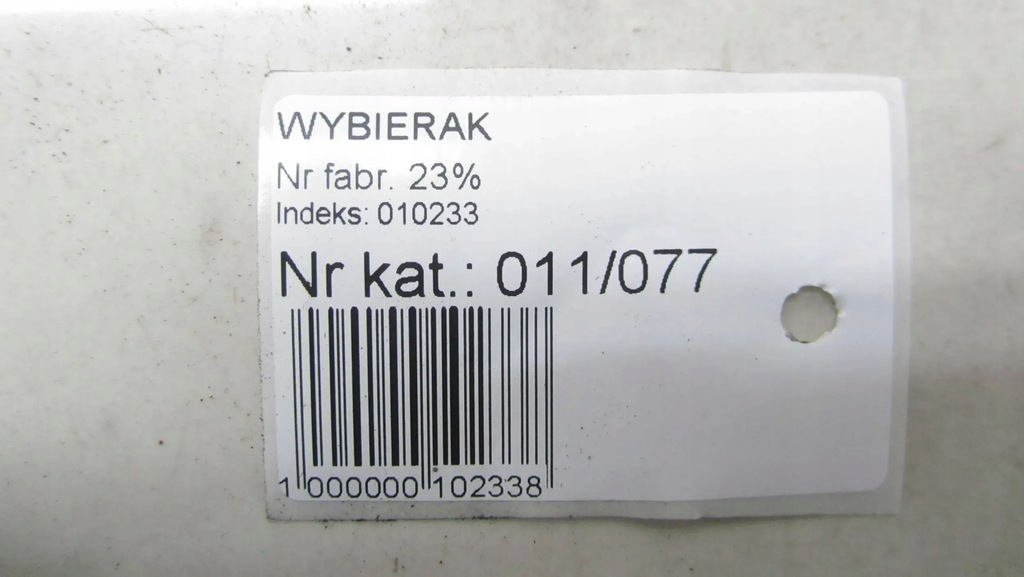 WYBIERAK
Nr fabr. 23%
Indeks: 010233
Nr kat.: 011/077
1 000000 102338